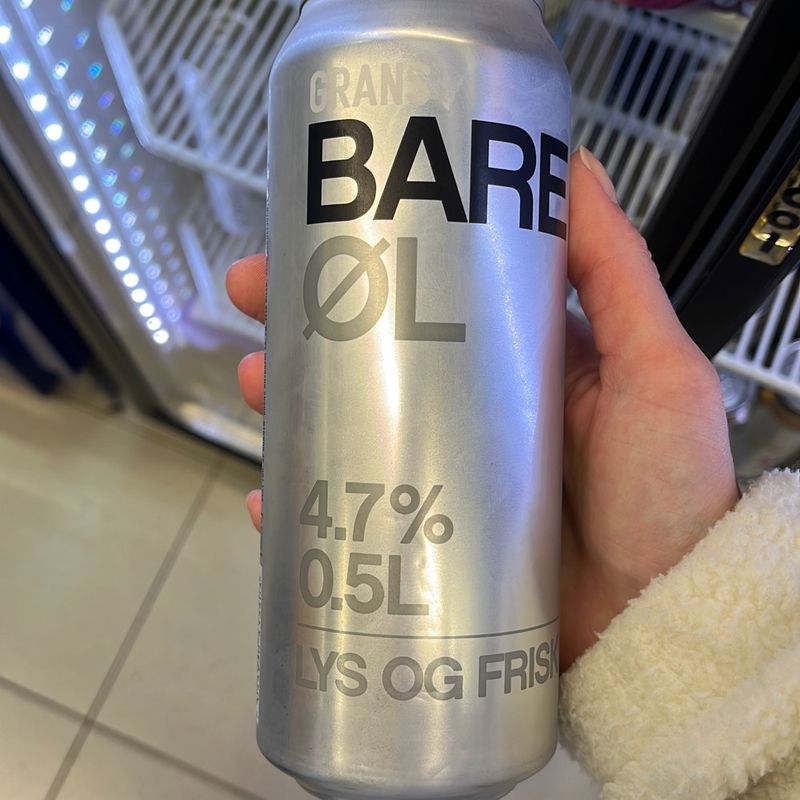 GRANS
BARE
ØL
4.7%
0.5L
LYS OG FRISK